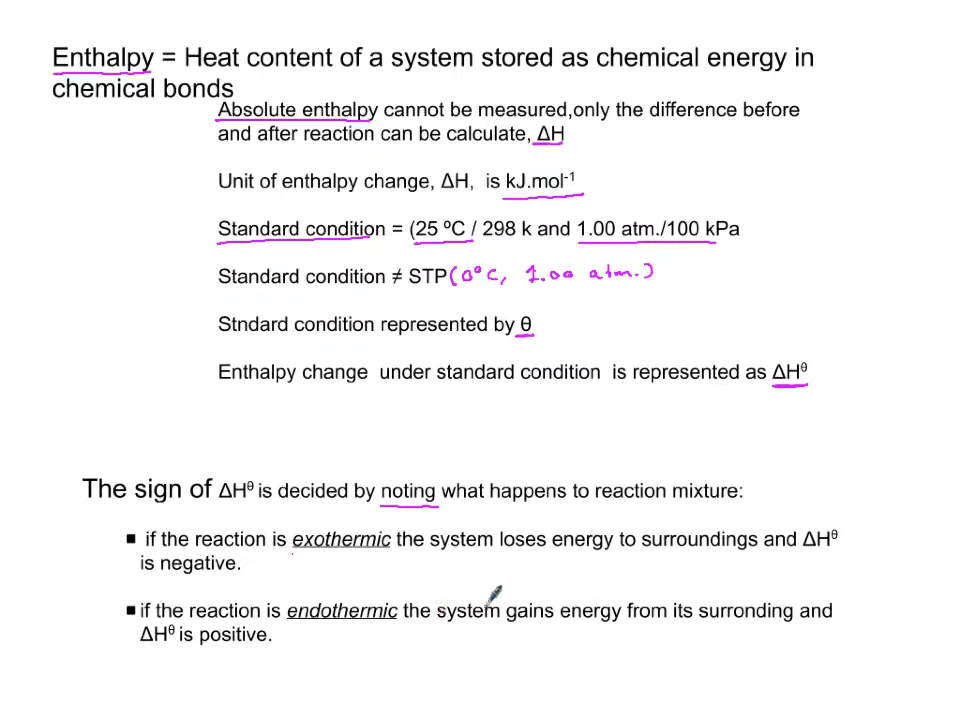 Enthalpy = Heat content of a system stored as chemical energy in
chemical bonds
Absolute enthalpy cannot be measured,only the difference before
and after reaction can be calculate, ΔH
Unit of enthalpy change, ΔH, is kJ.mol⁻¹
Standard condition = (25 ºC / 298 k and 1.00 atm./100 kPa
Standard condition ≠ STP(0°C, 1.00 atm.)
Stndard condition represented by θ
Enthalpy change under standard condition is represented as ΔHᶿ
The sign of ΔHᶿ is decided by noting what happens to reaction mixture:
▪ if the reaction is exothermic the system loses energy to surroundings and ΔHᶿ
is negative.
▪ if the reaction is endothermic the system gains energy from its surronding and
ΔHᶿ is positive.